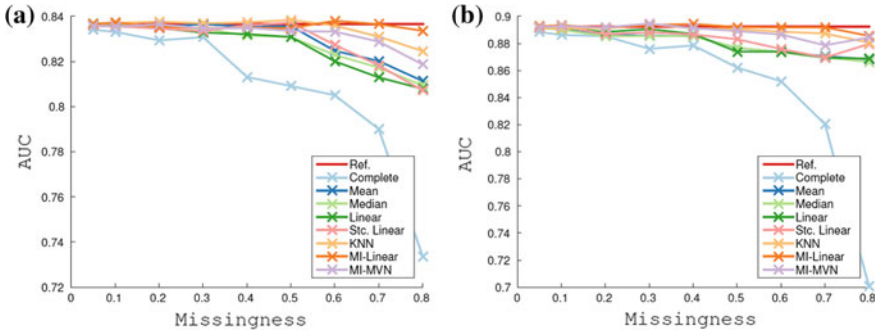 (a)
0.84
0.82
0.8
0.78
0.76
0.74
0.72
AUC
0 0.1 0.2 0.3 0.4 0.5 0.6 0.7 0.8
Missingness
Ref.
Complete
Mean
Median
Linear
Stc. Linear
KNN
MI-Linear
MI-MVN
(b)
0.9
0.88
0.86
0.84
0.82
0.8
0.78
0.76
0.74
0.72
0.7
AUC
0 0.1 0.2 0.3 0.4 0.5 0.6 0.7 0.8
Missingness
Ref.
Complete
Mean
Median
Linear
Stc. Linear
KNN
MI-Linear
MI-MVN